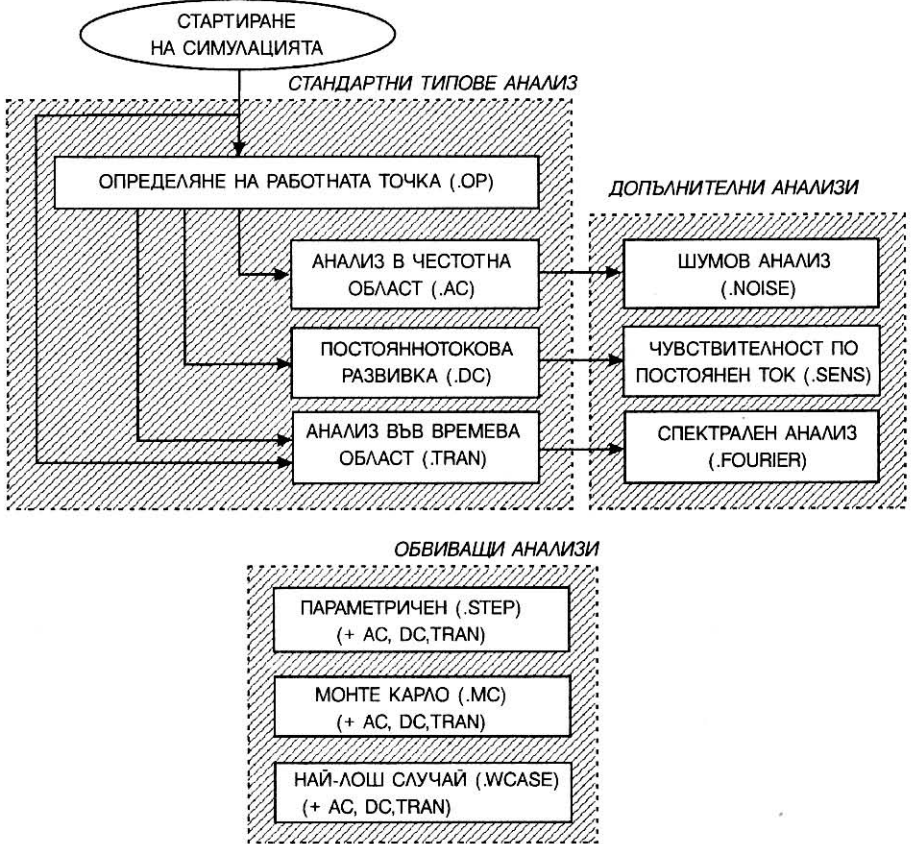 СТАРТИРАНЕ
НА СИМУЛАЦИЯТА
СТАНДАРТНИ ТИПОВЕ АНАЛИЗ
ОПРЕДЕЛЯНЕ НА РАБОТНАТА ТОЧКА (.OP)
АНАЛИЗ В ЧЕСТОТНА
ОБЛАСТ (.AC)
ПОСТОЯННОТОКОВА
РАЗВИВКА (.DC)
АНАЛИЗ ВЪВ ВРЕМЕВА
ОБЛАСТ (.TRAN)
ДОПЪЛНИТЕЛНИ АНАЛИЗИ
ШУМОВ АНАЛИЗ
(.NOISE)
ЧУВСТВИТЕЛНОСТ ПО
ПОСТОЯНЕН ТОК (.SENS)
СПЕКТРАЛЕН АНАЛИЗ
(.FOURIER)
ОБВИВАЩИ АНАЛИЗИ
ПАРАМЕТРИЧЕН (.STEP)
(+ AC, DC,TRAN)
МОНТЕ КАРЛО (.MC)
(+ AC, DC,TRAN)
НАЙ-ЛОШ СЛУЧАЙ (.WCASE)
(+ AC, DC,TRAN)